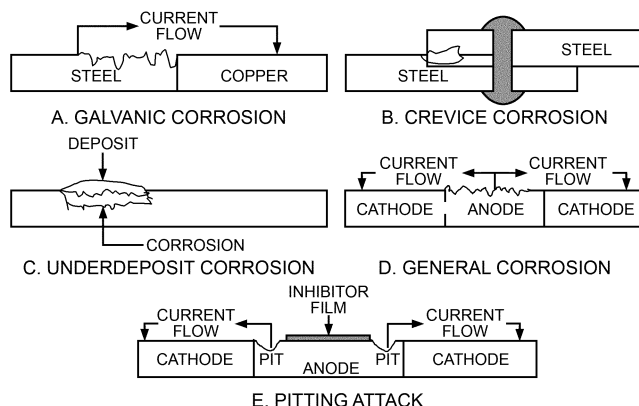 CURRENT
FLOW
STEEL
COPPER
A. GALVANIC CORROSION
STEEL
STEEL
B. CREVICE CORROSION
DEPOSIT
CORROSION
C. UNDERDEPOSIT CORROSION
CURRENT
FLOW
CURRENT
FLOW
CATHODE
ANODE
CATHODE
D. GENERAL CORROSION
INHIBITOR
FILM
CURRENT
FLOW
CURRENT
FLOW
CATHODE
PIT
ANODE
PIT
CATHODE
E. PITTING ATTACK